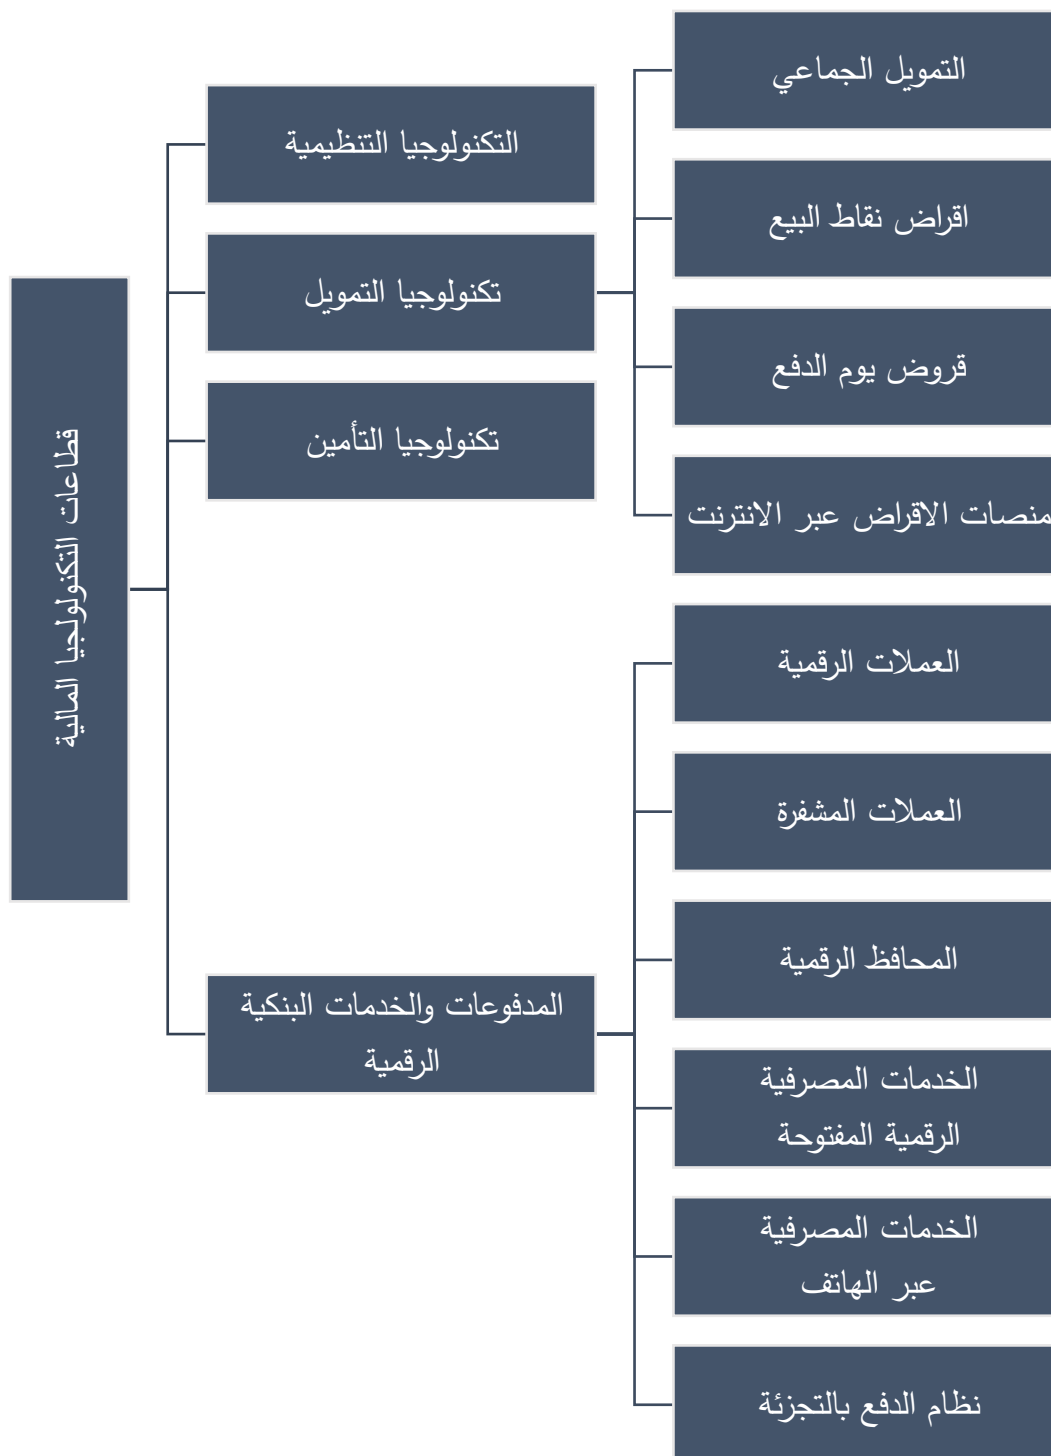 قطاعات التكنولولجيا المالية
التكنولوجيا التنظيمية
تكنولوجيا التمويل
التمويل الجماعي
اقراض نقاط البيع
قروض يوم الدفع
منصات الاقراض عبر الانترنت
تكنولوجيا التأمين
المدفوعات والخدمات البنكية
الرقمية
العملات الرقمية
العملات المشفرة
المحافظ الرقمية
الخدمات المصرفية
الرقمية المفتوحة
الخدمات المصرفية
عبر الهاتف
نظام الدفع بالتجزئة